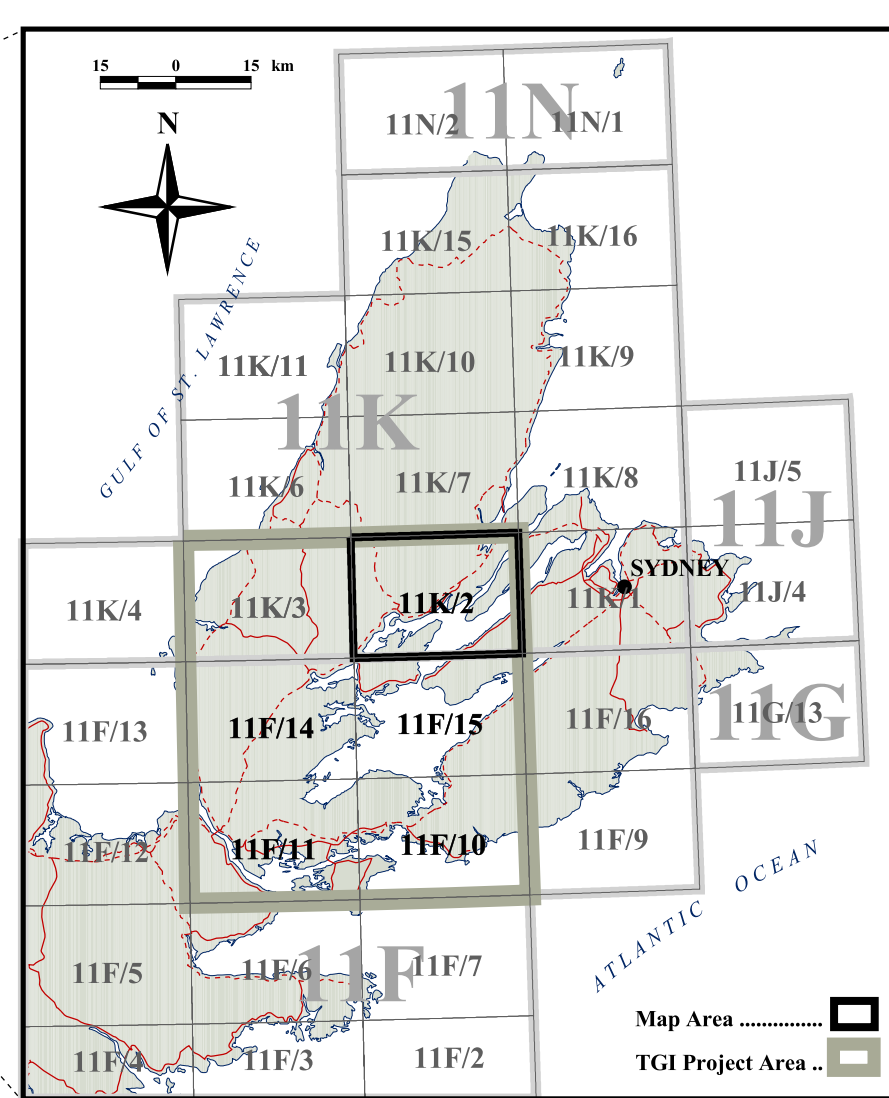 15 0 15 km
N
11N
11N/2 11N/1
11K/15 11K/16
GULF OF ST. LAWRENCE
11K/11 11K/10 11K/9
11K
11K/6 11K/7 11K/8 11J/5
11J
SYDNEY
11K/4 11K/3 11K/2 11K/1 11J/4
11F/13 11F/14 11F/15 11F/16 11G/13
11G
11F/12 11F/11 11F/10 11F/9
ATLANTIC OCEAN
11F/5 11F/6 11F/7
11F
Map Area ...............
11F/4 11F/3 11F/2
TGI Project Area ..